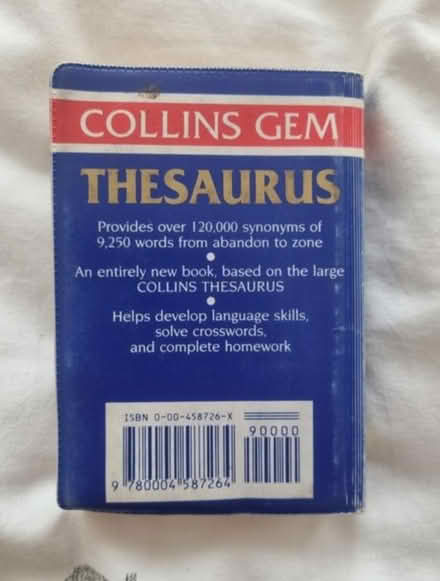 COLLINS GEM
THESAURUS
Provides over 120,000 synonyms of
9,250 words from abandon to zone
An entirely new book, based on the large
COLLINS THESAURUS
Helps develop language skills,
solve crosswords,
and complete homework
ISBN 0-00-458726-X
90000
9 780004 587264